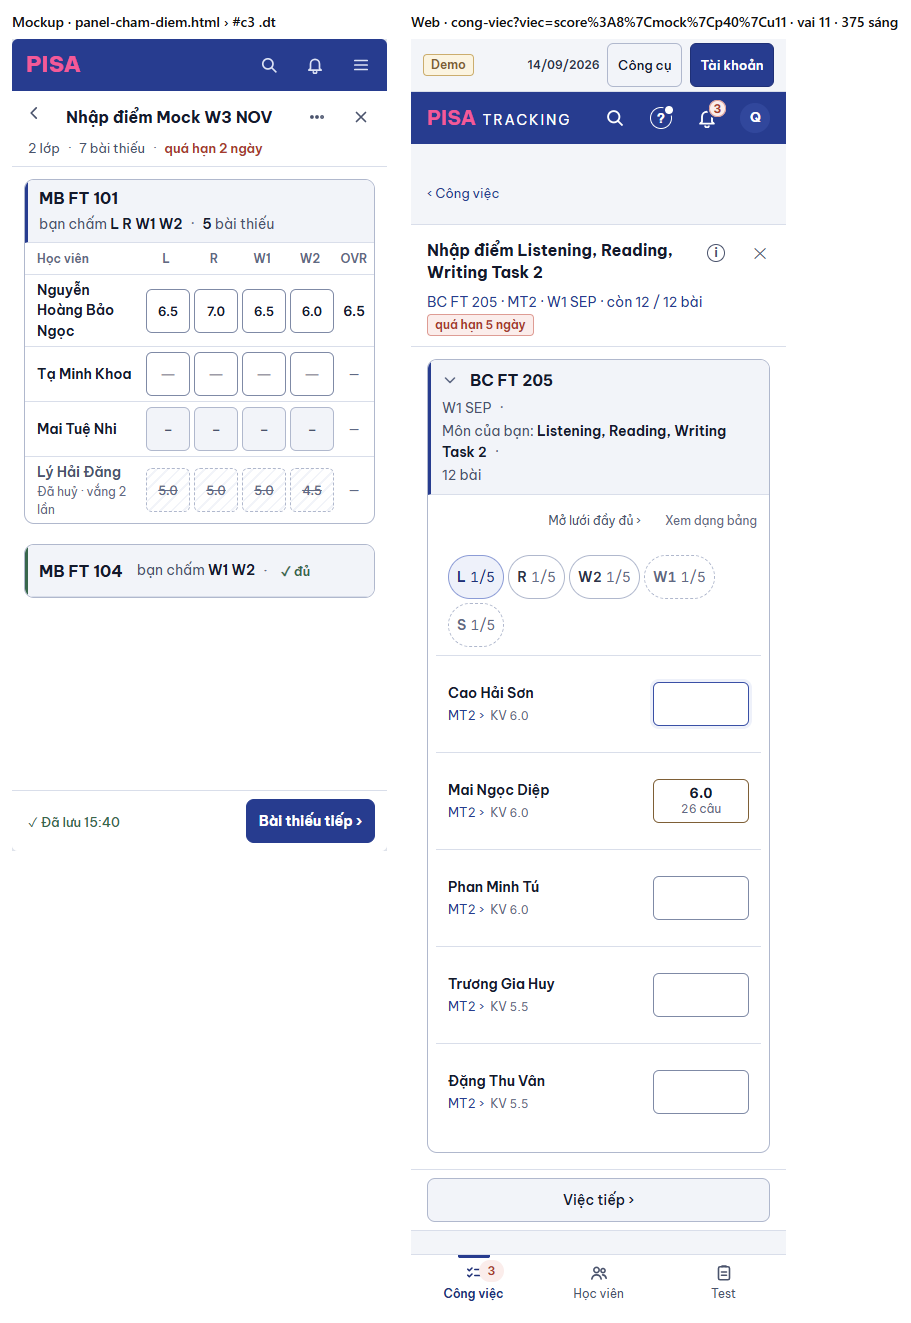 Mockup · panel-cham-diem.html › #c3 .dt
PISA
Nhập điểm Mock W3 NOV
2 lớp · 7 bài thiếu · quá hạn 2 ngày
MB FT 101
bạn chấm L R W1 W2 · 5 bài thiếu
Học viên L R W1 W2 OVR
Nguyễn Hoàng Bảo Ngọc 6.5 7.0 6.5 6.0 6.5
Tạ Minh Khoa — — — — —
Mai Tuệ Nhi – – – – —
Lý Hải Đăng 5.0 5.0 5.0 4.5 —
Đã huỷ · vắng 2 lần
MB FT 104 bạn chấm W1 W2 · ✓ đủ
✓ Đã lưu 15:40
Bài thiếu tiếp ›
Web · cong-viec?viec=score%3A8%7Cmock%7Cp40%7Cu11 · vai 11 · 375 sáng
Demo 14/09/2026 Công cụ Tài khoản
PISA TRACKING ? 3 Q
‹ Công việc
Nhập điểm Listening, Reading,
Writing Task 2
BC FT 205 · MT2 · W1 SEP · còn 12 / 12 bài
quá hạn 5 ngày
BC FT 205
W1 SEP ·
Môn của bạn: Listening, Reading, Writing
Task 2 ·
12 bài
Mở lưới đầy đủ › Xem dạng bảng
L 1/5 R 1/5 W2 1/5 W1 1/5
S 1/5
Cao Hải Sơn
MT2 › KV 6.0
Mai Ngọc Diệp
MT2 › KV 6.0
6.0
26 câu
Phan Minh Tú
MT2 › KV 6.0
Trương Gia Huy
MT2 › KV 5.5
Đặng Thu Vân
MT2 › KV 5.5
Việc tiếp ›
3
Công việc Học viên Test